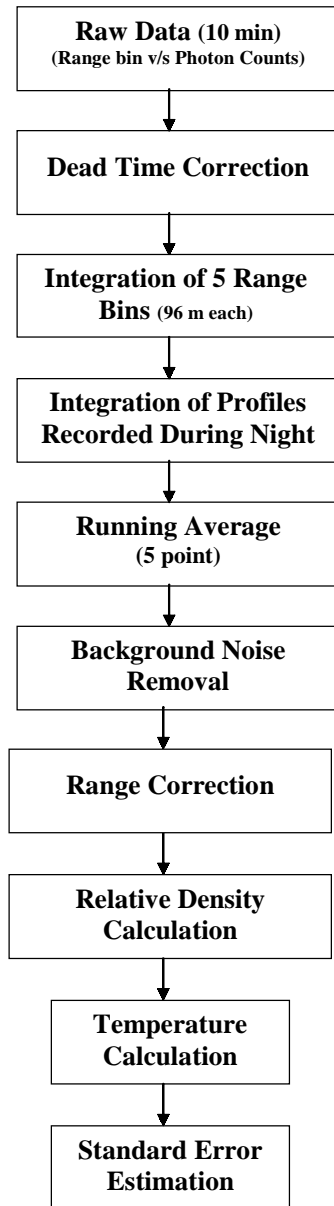 Raw Data (10 min)
(Range bin v/s Photon Counts)
Dead Time Correction
Integration of 5 Range
Bins (96 m each)
Integration of Profiles
Recorded During Night
Running Average
(5 point)
Background Noise
Removal
Range Correction
Relative Density
Calculation
Temperature
Calculation
Standard Error
Estimation